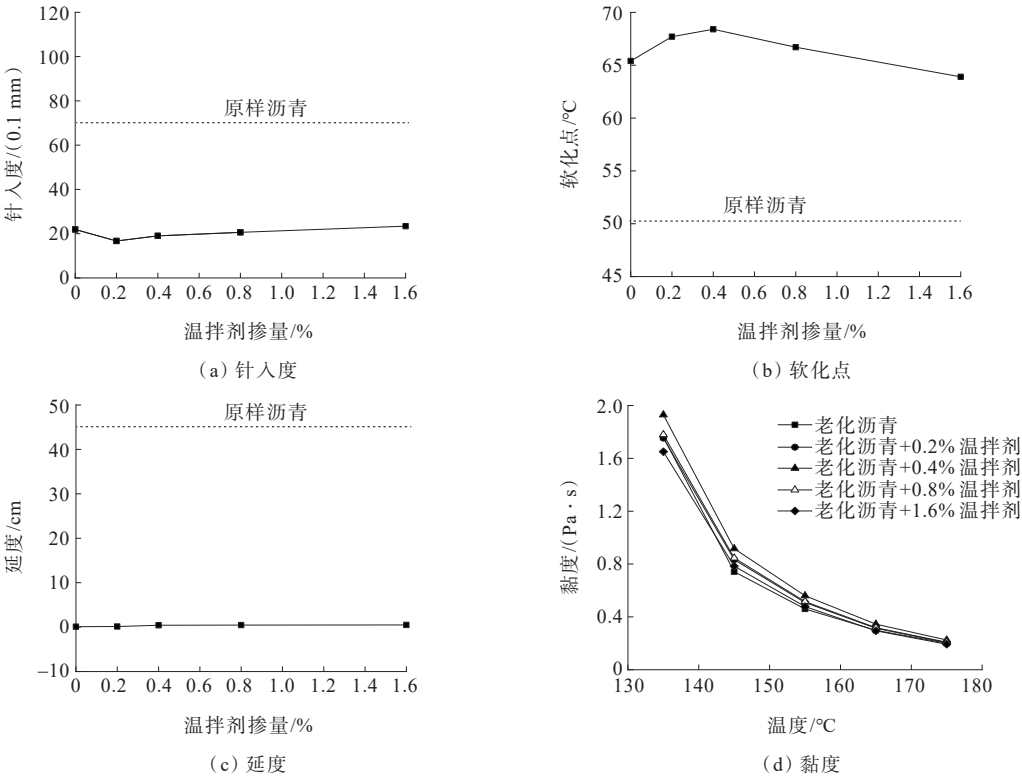 120
100
80
60
40
20
0
针入度/(0.1 mm)
原样沥青
0 0.2 0.4 0.6 0.8 1.0 1.2 1.4 1.6
温拌剂掺量/%
(a) 针入度
70
65
60
55
50
45
软化点/℃
原样沥青
0 0.2 0.4 0.6 0.8 1.0 1.2 1.4 1.6
温拌剂掺量/%
(b) 软化点
50
40
30
20
10
0
−10
延度/cm
原样沥青
0 0.2 0.4 0.6 0.8 1.0 1.2 1.4 1.6
温拌剂掺量/%
(c) 延度
2.0
1.6
1.2
0.8
0.4
0
黏度/(Pa·s)
老化沥青
老化沥青+0.2%温拌剂
老化沥青+0.4%温拌剂
老化沥青+0.8%温拌剂
老化沥青+1.6%温拌剂
130 140 150 160 170 180
温度/℃
(d) 黏度